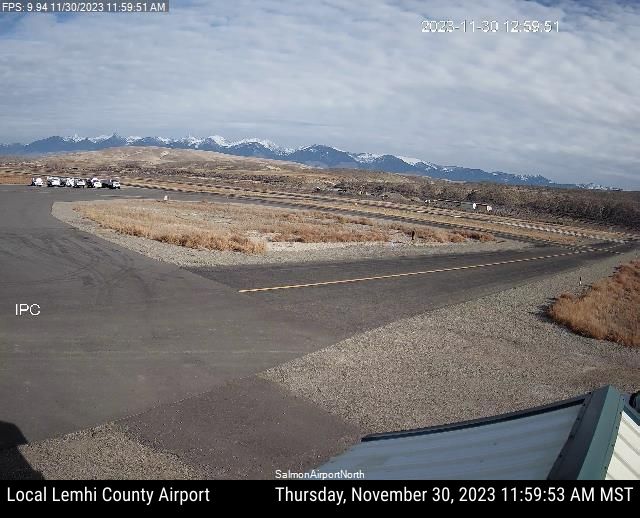 FPS: 9.94 11/30/2023 11:59:51 AM
2023-11-30 12:59:51
IPC
SalmonAirportNorth
Local Lemhi County Airport Thursday, November 30, 2023 11:59:53 AM MST